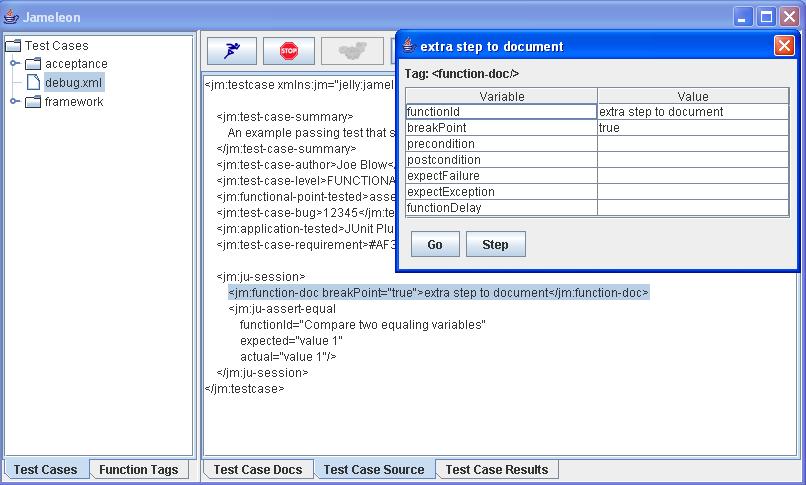 Jameleon
Test Cases
acceptance
debug.xml
framework
Test Cases
Function Tags
STOP
<jm:testcase xmlns:jm="jelly:jamel
<jm:test-case-summary>
An example passing test that s
</jm:test-case-summary>
<jm:test-case-author>Joe Blow<
<jm:test-case-level>FUNCTIONA
<jm:functional-point-tested>asse
<jm:test-case-bug>12345</jm:te
<jm:application-tested>JUnit Plu
<jm:test-case-requirement>#AF3
<jm:ju-session>
<jm:function-doc breakPoint="true">extra step to document</jm:function-doc>
<jm:ju-assert-equal
functionId="Compare two equaling variables"
expected="value 1"
actual="value 1"/>
</jm:ju-session>
</jm:testcase>
Test Case Docs
Test Case Source
Test Case Results
extra step to document
Tag: <function-doc/>
Variable Value
functionId extra step to document
breakPoint true
precondition
postcondition
expectFailure
expectException
functionDelay
Go Step